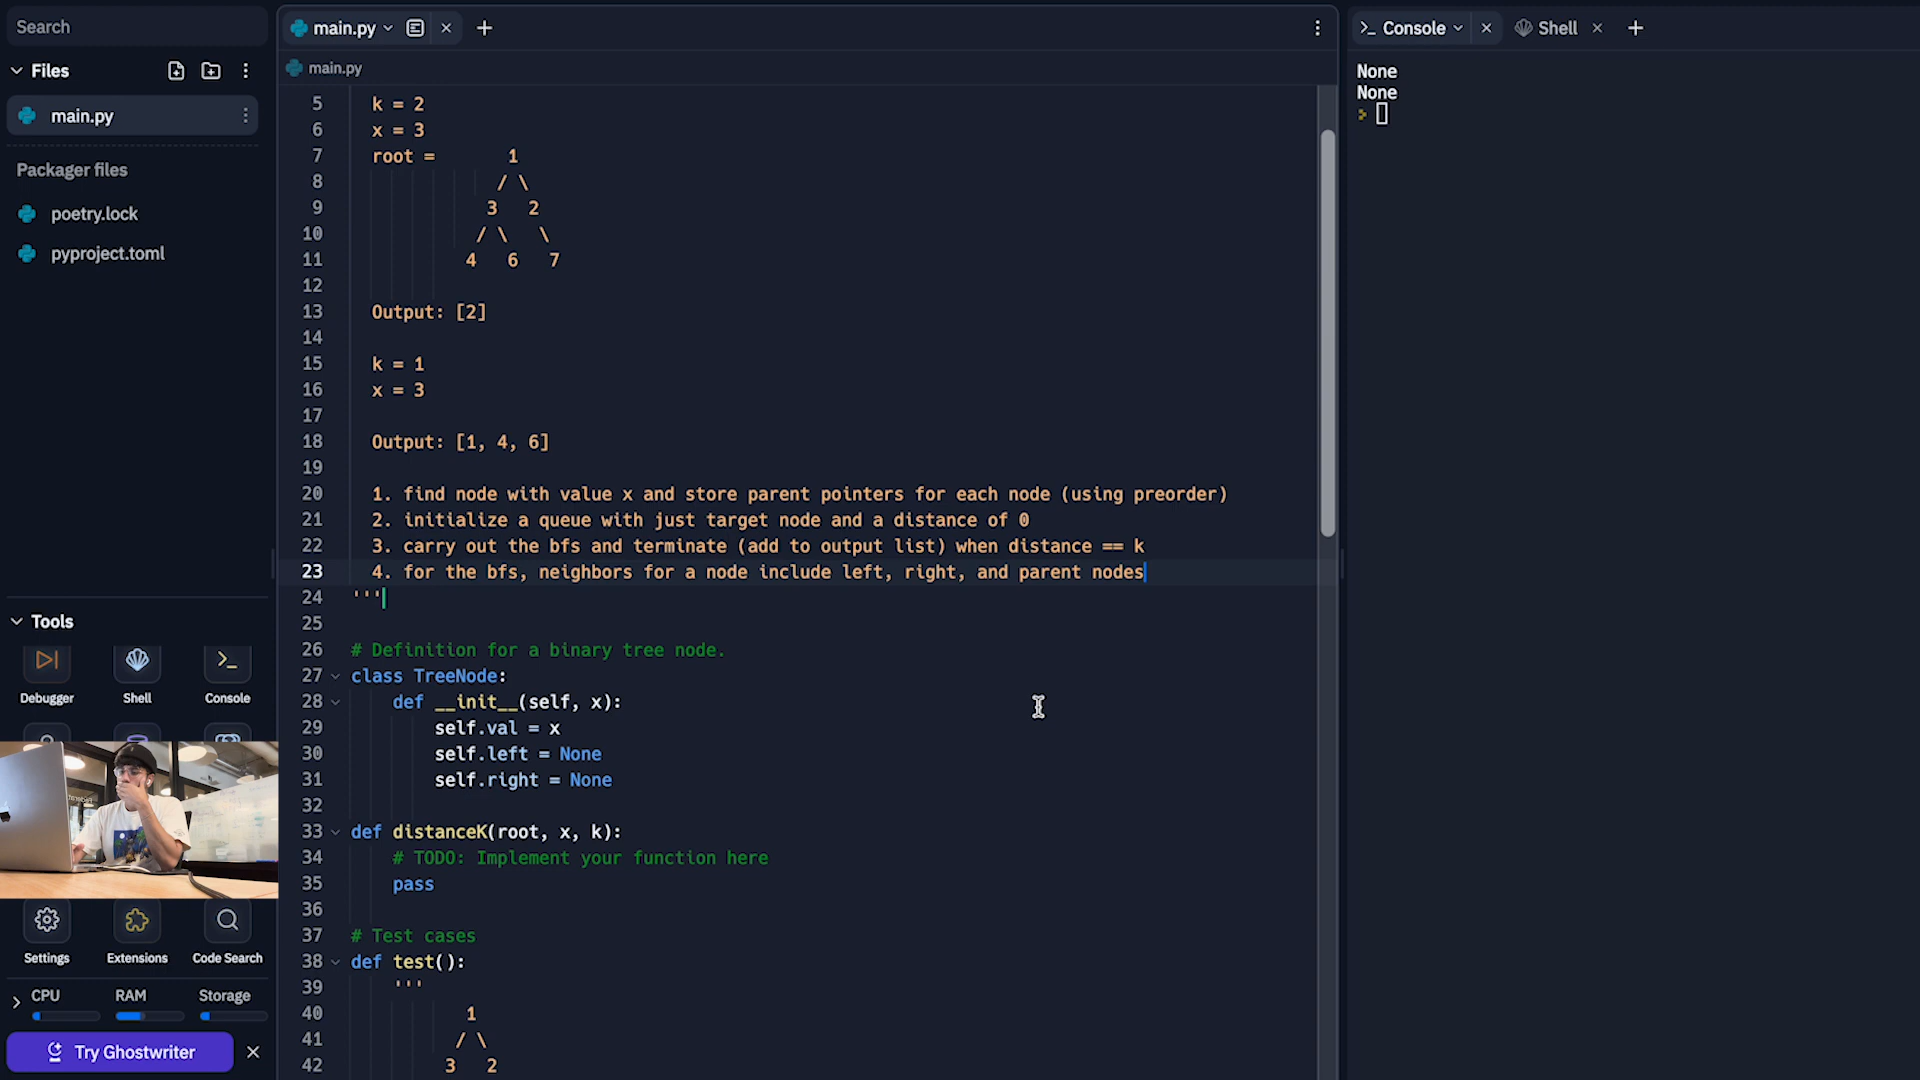 Search
Files
main.py
Packager files
poetry.lock
pyproject.toml
Tools
Debugger
Shell
Console
Settings
Extensions
Code Search
CPU
RAM
Storage
Try Ghostwriter
main.py
main.py
5 k = 2
6 x = 3
7 root = 1
8 / \
9 3 2
10 / \ \
11 4 6 7
12
13 Output: [2]
14
15 k = 1
16 x = 3
17
18 Output: [1, 4, 6]
19
20 1. find node with value x and store parent pointers for each node (using preorder)
21 2. initialize a queue with just target node and a distance of 0
22 3. carry out the bfs and terminate (add to output list) when distance == k
23 4. for the bfs, neighbors for a node include left, right, and parent nodes
24 '''
25
26 # Definition for a binary tree node.
27 class TreeNode:
28 def __init__(self, x):
29 self.val = x
30 self.left = None
31 self.right = None
32
33 def distanceK(root, x, k):
34 # TODO: Implement your function here
35 pass
36
37 # Test cases
38 def test():
39 '''
40 1
41 / \
42 3 2
Console
Shell
None
None